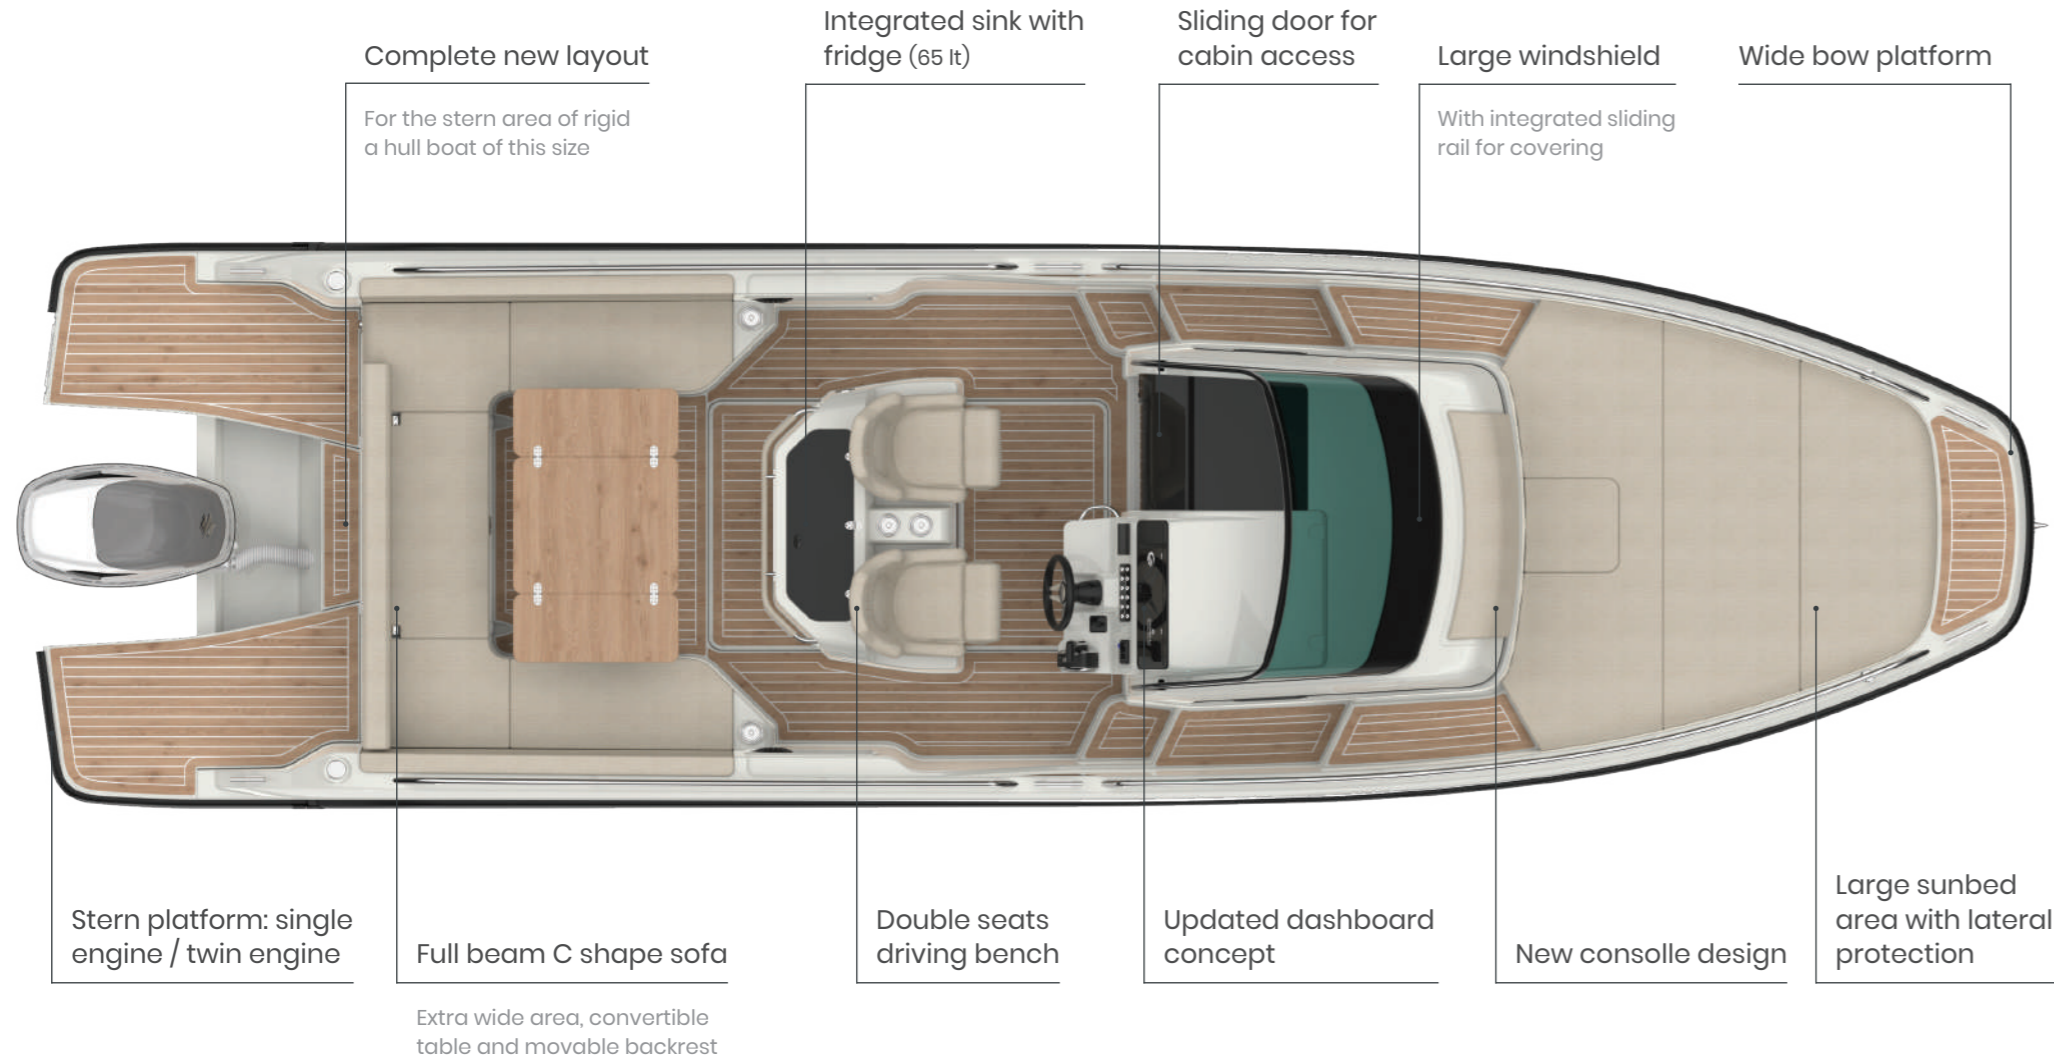 Complete new layout
For the stern area of rigid
a hull boat of this size
Integrated sink with
fridge (65 lt)
Sliding door for
cabin access
Large windshield
With integrated sliding
rail for covering
Wide bow platform
Stern platform: single
engine / twin engine
Full beam C shape sofa
Extra wide area, convertible
table and movable backrest
Double seats
driving bench
Updated dashboard
concept
New consolle design
Large sunbed
area with lateral
protection